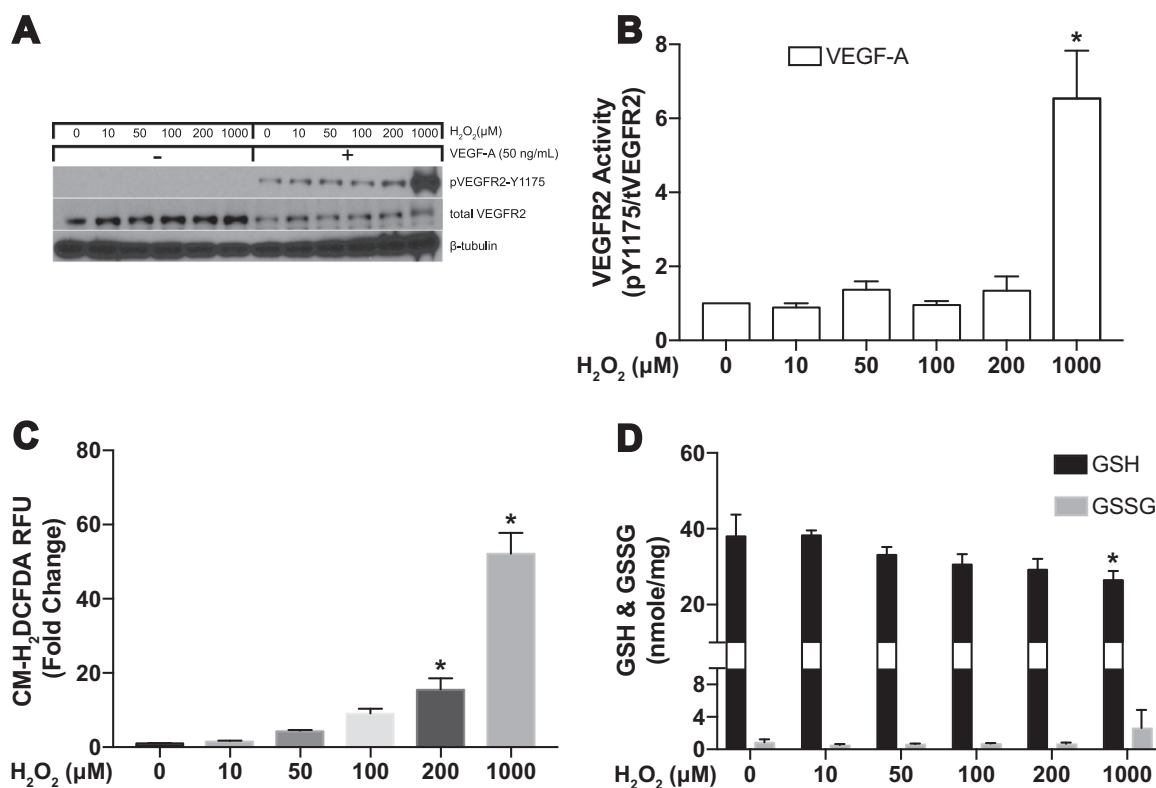 A
0 10 50 100 200 1000 0 10 50 100 200 1000 H₂O₂(μM)
- + VEGF-A (50 ng/mL)
pVEGFR2-Y1175
total VEGFR2
β-tubulin
B
VEGFR2 Activity
(pY1175/tVEGFR2)
8
6
4
2
0
VEGF-A
*
H₂O₂ (μM) 0 10 50 100 200 1000
C
CM-H₂DCFDA RFU
(Fold Change)
80
60
40
20
0
*
*
H₂O₂ (μM) 0 10 50 100 200 1000
D
GSH & GSSG
(nmole/mg)
60
40
20
8
4
0
GSH
GSSG
*
H₂O₂ (μM) 0 10 50 100 200 1000